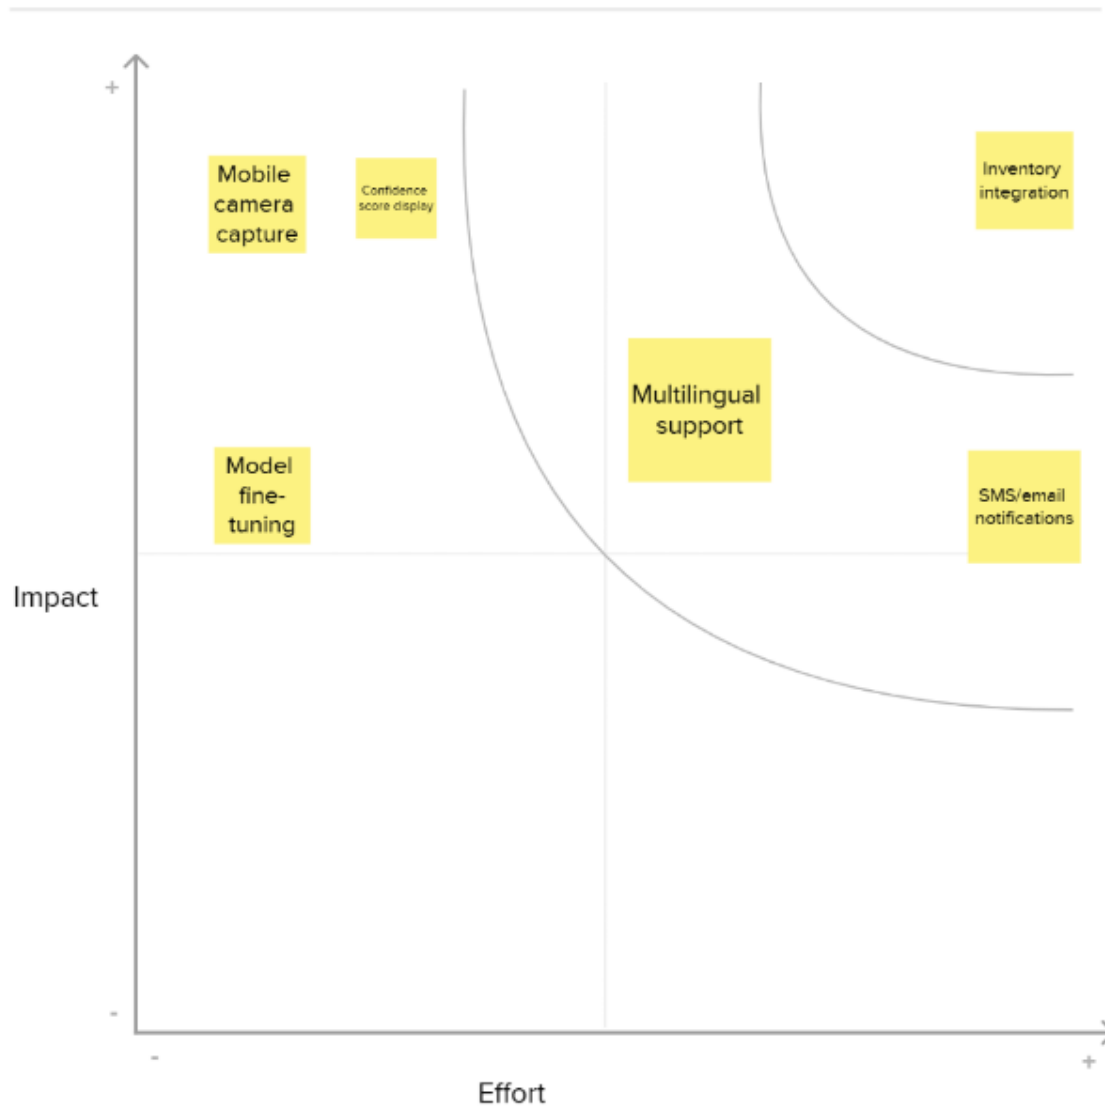 +
Mobile
camera
capture
Confidence
score display
Inventory
integration
Multilingual
support
Model
fine-
tuning
SMS/email
notifications
Impact
-
-
+
Effort